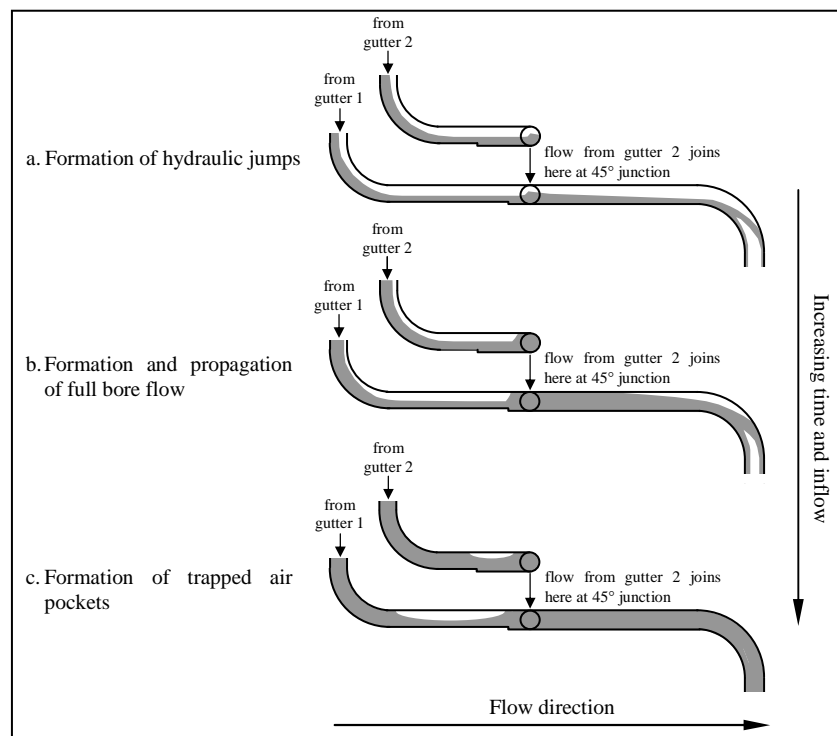 from
gutter 2
from
gutter 1
a. Formation of hydraulic jumps
flow from gutter 2 joins
here at 45° junction
from
gutter 2
from
gutter 1
b. Formation and propagation
of full bore flow
flow from gutter 2 joins
here at 45° junction
from
gutter 2
from
gutter 1
c. Formation of trapped air
pockets
flow from gutter 2 joins
here at 45° junction
Increasing time and inflow
Flow direction